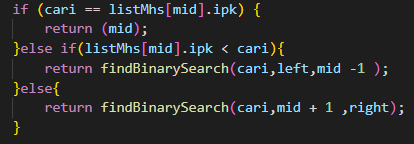 if (cari == listMhs[mid].ipk) {
return (mid);
}else if(listMhs[mid].ipk < cari){
return findBinarySearch(cari,left,mid -1 );
}else{
return findBinarySearch(cari,mid + 1 ,right);
}